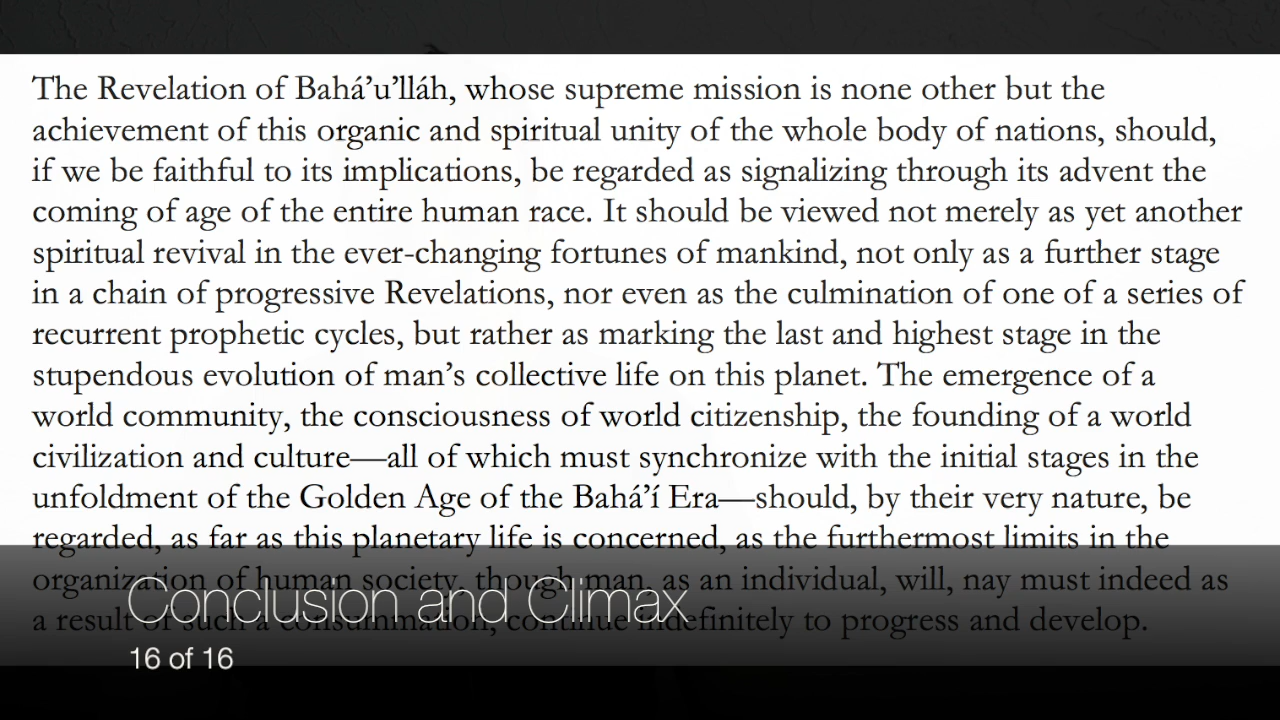 The Revelation of Bahá’u’lláh, whose supreme mission is none other but the
achievement of this organic and spiritual unity of the whole body of nations, should,
if we be faithful to its implications, be regarded as signalizing through its advent the
coming of age of the entire human race. It should be viewed not merely as yet another
spiritual revival in the ever-changing fortunes of mankind, not only as a further stage
in a chain of progressive Revelations, nor even as the culmination of one of a series of
recurrent prophetic cycles, but rather as marking the last and highest stage in the
stupendous evolution of man’s collective life on this planet. The emergence of a
world community, the consciousness of world citizenship, the founding of a world
civilization and culture—all of which must synchronize with the initial stages in the
unfoldment of the Golden Age of the Bahá’í Era—should, by their very nature, be
regarded, as far as this planetary life is concerned, as the furthermost limits in the
organization of human society, though man, as an individual, will, nay must indeed as
a result of such a consummation, continue indefinitely to progress and develop.
Conclusion and Climax
16 of 16